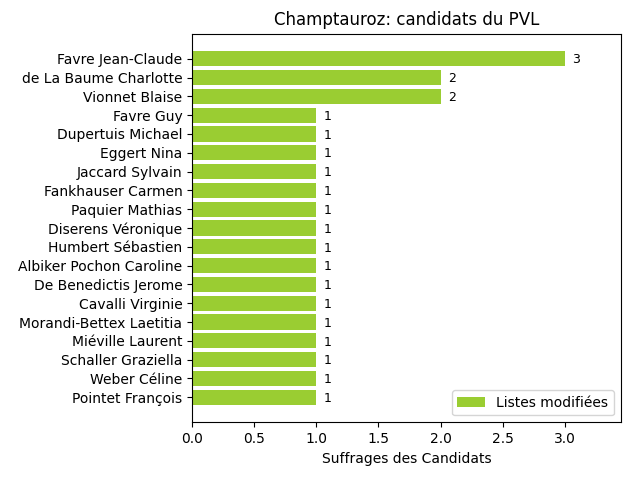 Champtauroz: candidats du PVL
Favre Jean-Claude 3
de La Baume Charlotte 2
Vionnet Blaise 2
Favre Guy 1
Dupertuis Michael 1
Eggert Nina 1
Jaccard Sylvain 1
Fankhauser Carmen 1
Paquier Mathias 1
Diserens Véronique 1
Humbert Sébastien 1
Albiker Pochon Caroline 1
De Benedictis Jerome 1
Cavalli Virginie 1
Morandi-Bettex Laetitia 1
Miéville Laurent 1
Schaller Graziella 1
Weber Céline 1
Pointet François 1
Listes modifiées
0.0 0.5 1.0 1.5 2.0 2.5 3.0
Suffrages des Candidats